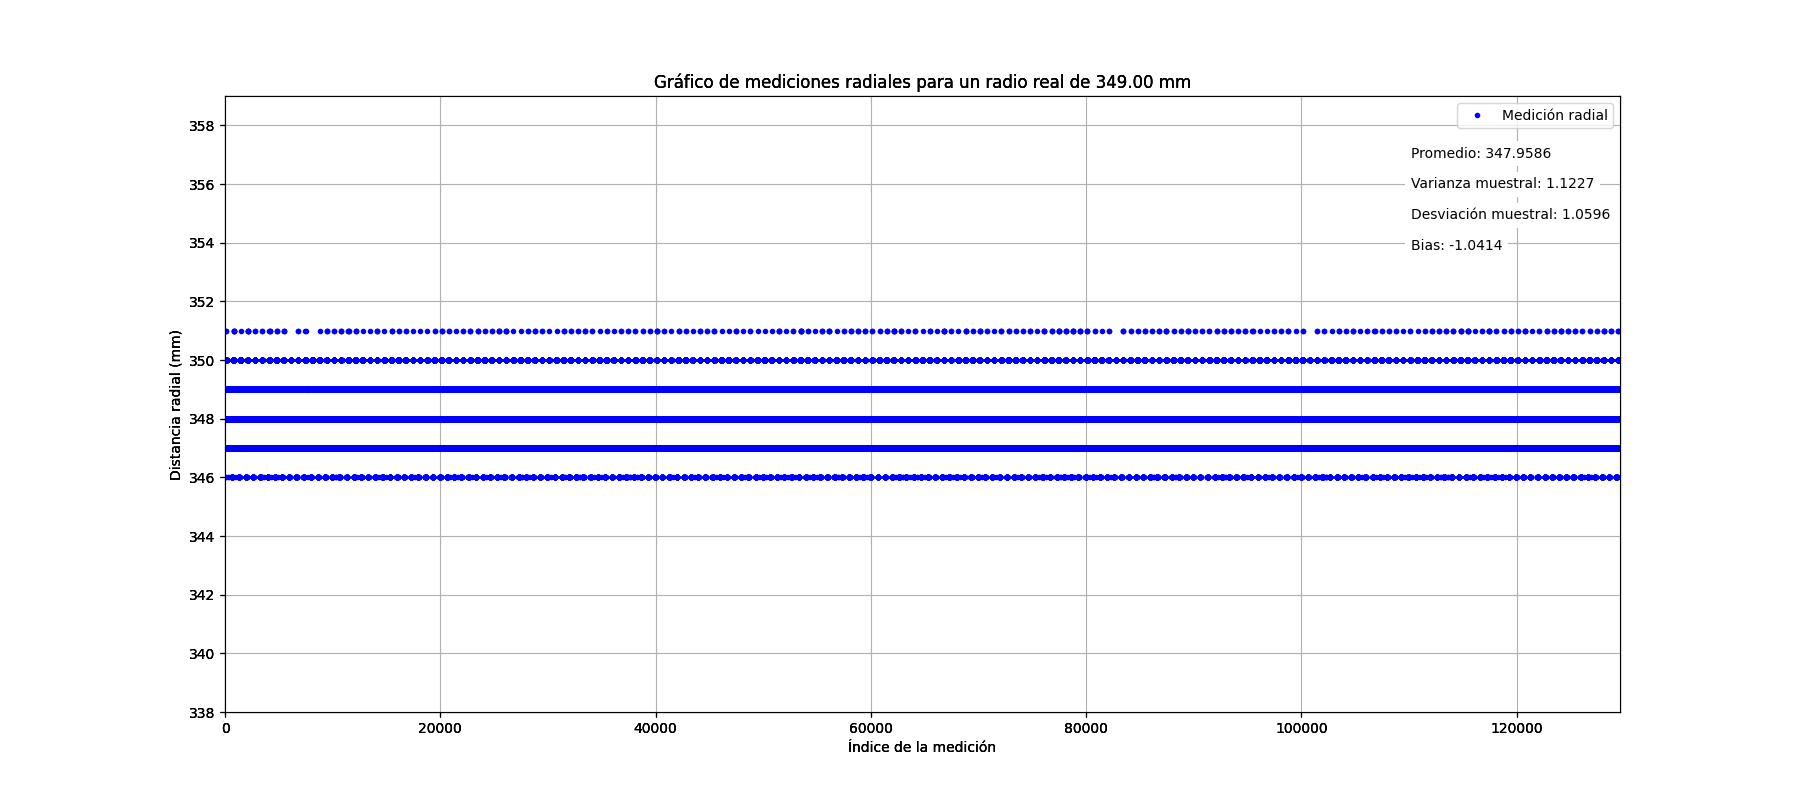 Gráfico de mediciones radiales para un radio real de 349.00 mm
Medición radial
Promedio: 347.9586
Varianza muestral: 1.1227
Desviación muestral: 1.0596
Bias: -1.0414
Distancia radial (mm)
358
356
354
352
350
348
346
344
342
340
338
0 20000 40000 60000 80000 100000 120000
Índice de la medición